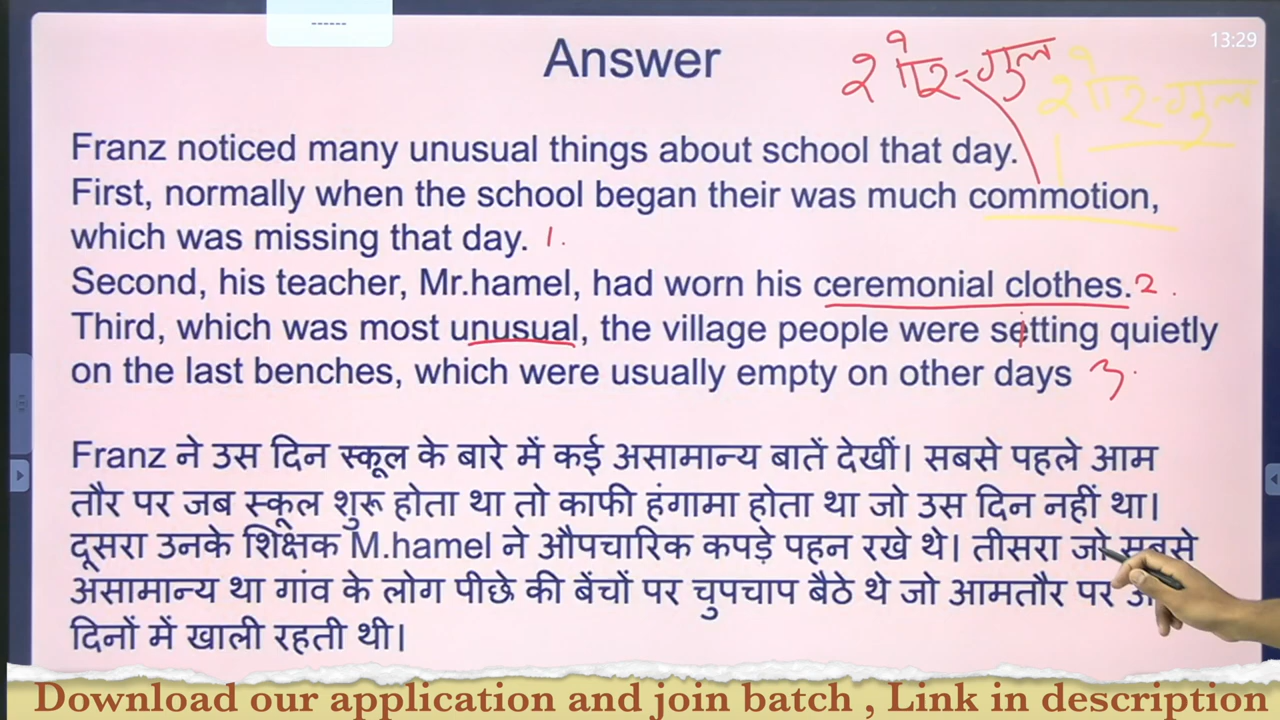 ------
13:29
Answer
शोर-गुल
शोर-गुल
Franz noticed many unusual things about school that day.
First, normally when the school began their was much commotion,
which was missing that day. 1.
Second, his teacher, Mr.hamel, had worn his ceremonial clothes. 2.
Third, which was most unusual, the village people were setting quietly
on the last benches, which were usually empty on other days 3.
Franz ने उस दिन स्कूल के बारे में कई असामान्य बातें देखीं। सबसे पहले आम
तौर पर जब स्कूल शुरू होता था तो काफी हंगामा होता था जो उस दिन नहीं था।
दूसरा उनके शिक्षक M.hamel ने औपचारिक कपड़े पहन रखे थे। तीसरा जो सबसे
असामान्य था गांव के लोग पीछे की बेंचों पर चुपचाप बैठे थे जो आमतौर पर
दिनों में खाली रहती थी।
Download our application and join batch , Link in description